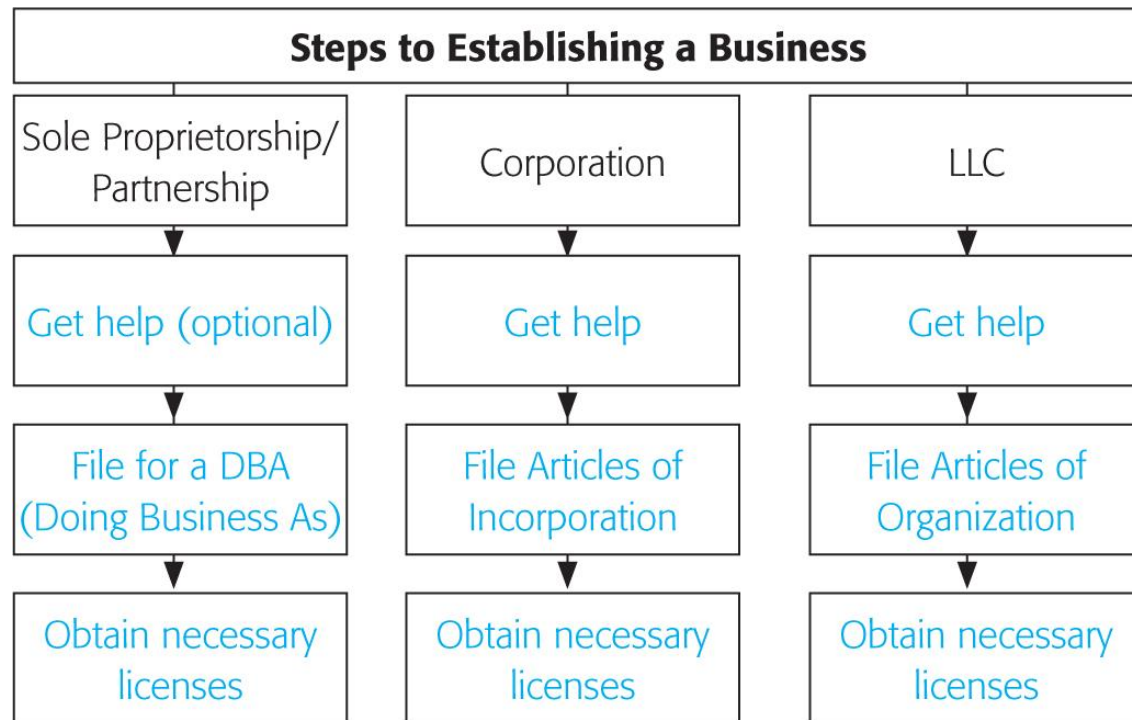 Steps to Establishing a Business
Sole Proprietorship/
Partnership
Get help (optional)
File for a DBA
(Doing Business As)
Obtain necessary
licenses
Corporation
Get help
File Articles of
Incorporation
Obtain necessary
licenses
LLC
Get help
File Articles of
Organization
Obtain necessary
licenses